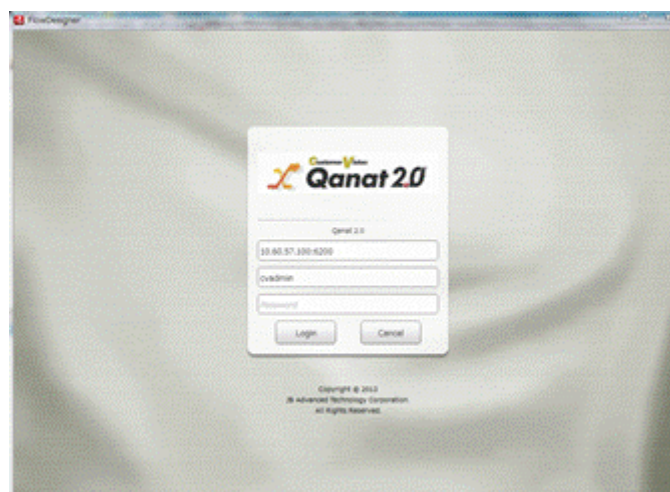 FlowDesigner
Customer Vision
Qanat 2.0
Qanat 2.0
10.60.57.100:6200
cvadmin
Password
Login
Cancel
Copyright @ 2013
JB Advanced Technology Corporation.
All Rights Reserved.